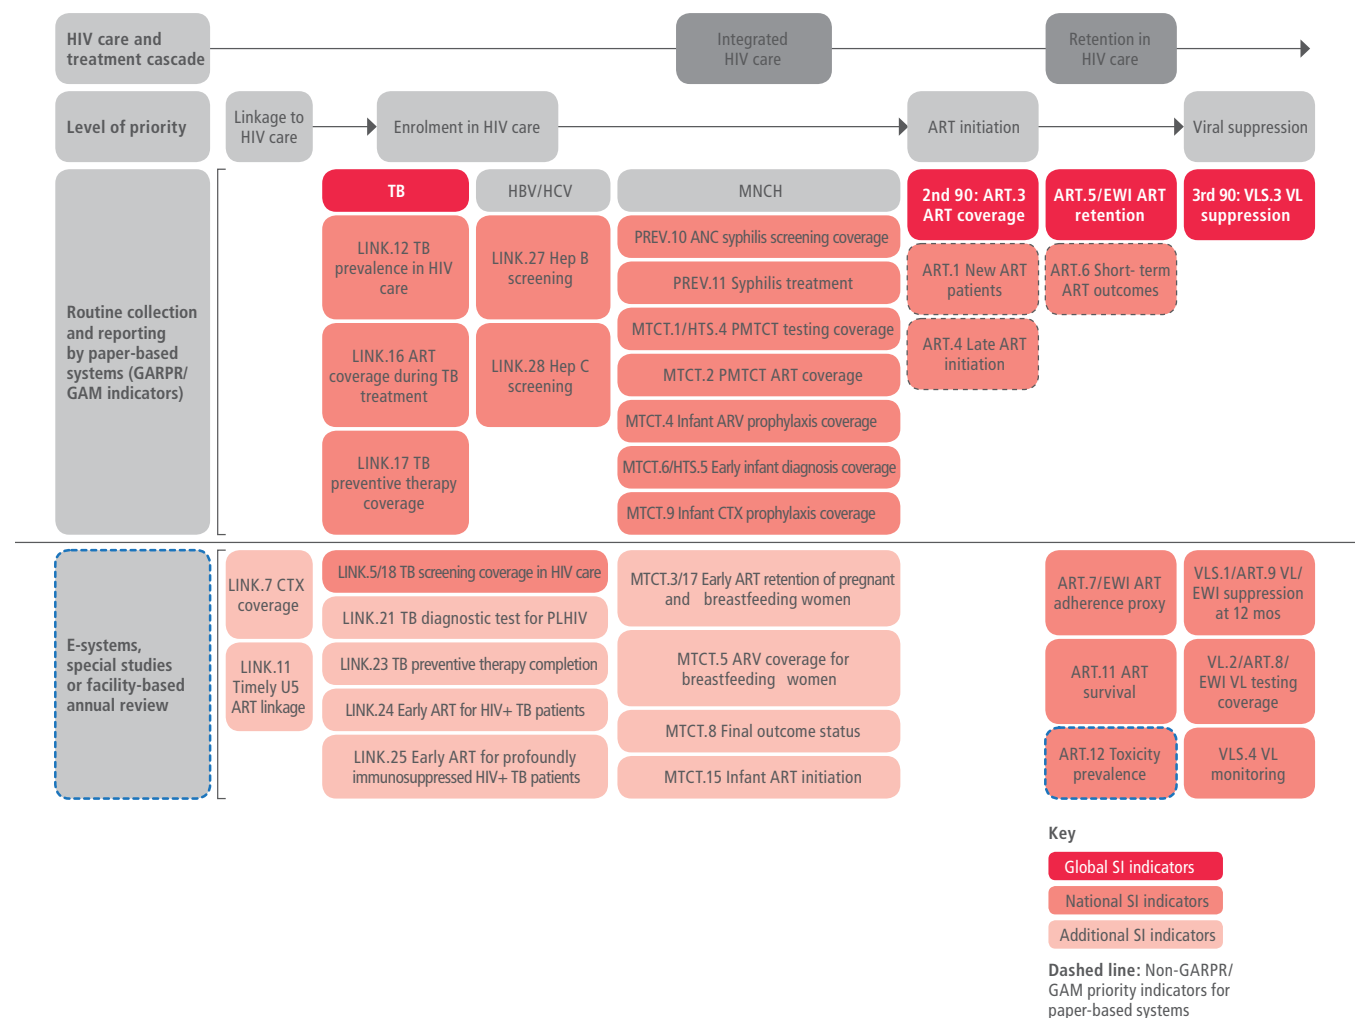 HIV care and
treatment cascade
Integrated
HIV care
Retention in
HIV care
Level of priority
Linkage to
HIV care
Enrolment in HIV care
ART initiation
Viral suppression
Routine collection
and reporting
by paper-based
systems (GARPR/
GAM indicators)
TB
LINK.12 TB
prevalence in HIV
care
LINK.16 ART
coverage during TB
treatment
LINK.17 TB
preventive therapy
coverage
HBV/HCV
LINK.27 Hep B
screening
LINK.28 Hep C
screening
MNCH
PREV.10 ANC syphilis screening coverage
PREV.11 Syphilis treatment
MTCT.1/HTS.4 PMTCT testing coverage
MTCT.2 PMTCT ART coverage
MTCT.4 Infant ARV prophylaxis coverage
MTCT.6/HTS.5 Early infant diagnosis coverage
MTCT.9 Infant CTX prophylaxis coverage
2nd 90: ART.3
ART coverage
ART.1 New ART
patients
ART.4 Late ART
initiation
ART.5/EWI ART
retention
ART.6 Short- term
ART outcomes
3rd 90: VLS.3 VL
suppression
E-systems,
special studies
or facility-based
annual review
LINK.7 CTX
coverage
LINK.11
Timely U5
ART linkage
LINK.5/18 TB screening coverage in HIV care
LINK.21 TB diagnostic test for PLHIV
LINK.23 TB preventive therapy completion
LINK.24 Early ART for HIV+ TB patients
LINK.25 Early ART for profoundly
immunosuppressed HIV+ TB patients
MTCT.3/17 Early ART retention of pregnant
and breastfeeding women
MTCT.5 ARV coverage for
breastfeeding women
MTCT.8 Final outcome status
MTCT.15 Infant ART initiation
ART.7/EWI ART
adherence proxy
ART.11 ART
survival
ART.12 Toxicity
prevalence
VLS.1/ART.9 VL/
EWI suppression
at 12 mos
VL.2/ART.8/
EWI VL testing
coverage
VLS.4 VL
monitoring
Key
Global SI indicators
National SI indicators
Additional SI indicators
Dashed line: Non-GARPR/
GAM priority indicators for
paper-based systems